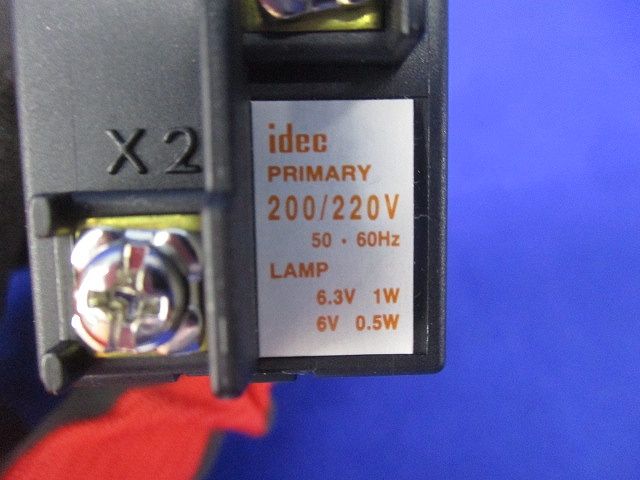 X2
idec
PRIMARY
200/220V
50・60Hz
LAMP
6.3V 1W
6V 0.5W